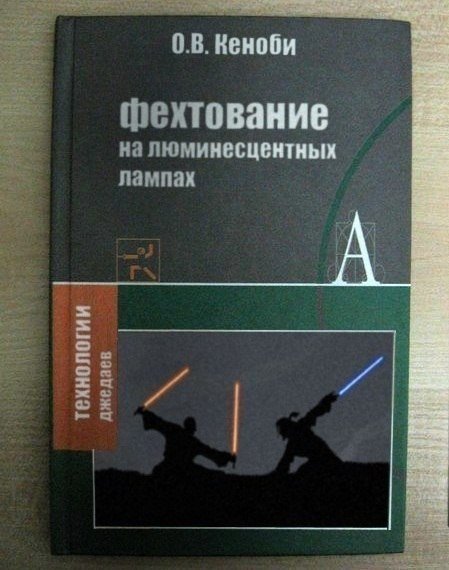 О.В. Кеноби
фехтование
на люминесцентных
лампах
А
технологии
джедаев